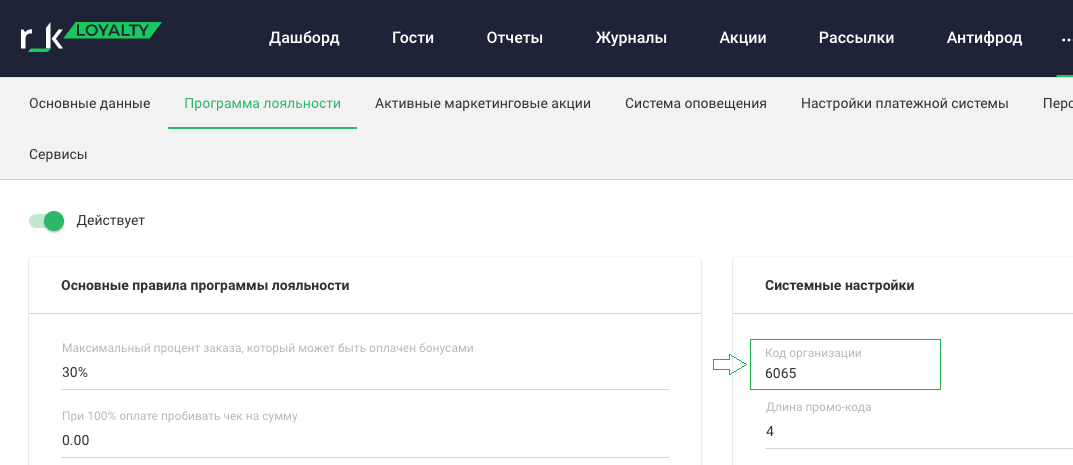 r_k LOYALTY
Дашборд Гости Отчеты Журналы Акции Рассылки Антифрод ...
Основные данные Программа лояльности Активные маркетинговые акции Система оповещения Настройки платежной системы Перс
Сервисы
Действует
Основные правила программы лояльности
Максимальный процент заказа, который может быть оплачен бонусами
30%
При 100% оплате пробивать чек на сумму
0.00
Системные настройки
Код организации
6065
Длина промо-кода
4